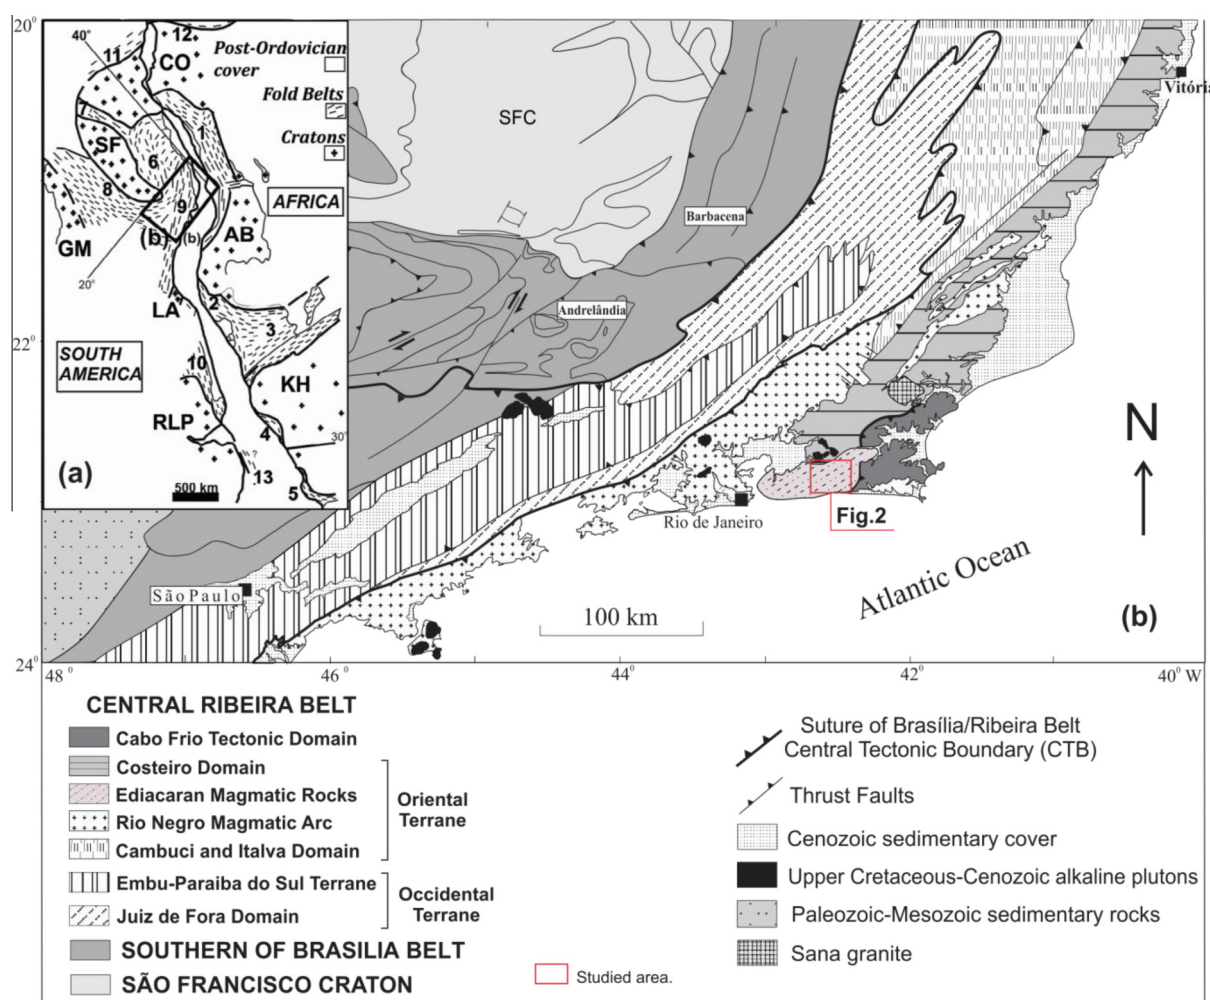 20°
(a)
40°
12
11
CO
Post-Ordovician
cover
Fold Belts
Cratons
SF
1
6
8
9
AFRICA
GM
(b)
(b)
AB
20°
LA
2
3
SOUTH
AMERICA
10
KH
RLP
4
30°
?
13
(a)
500 km
5
SFC
Vitória
Barbacena
22°
Andrelândia
N
Rio de Janeiro
Fig.2
Atlantic Ocean
São Paulo
100 km
(b)
24°
48°
46°
44°
42°
40° W
CENTRAL RIBEIRA BELT
Cabo Frio Tectonic Domain
Costeiro Domain
Ediacaran Magmatic Rocks
Rio Negro Magmatic Arc
Cambuci and Italva Domain
Oriental
Terrane
Embu-Paraiba do Sul Terrane
Juiz de Fora Domain
Occidental
Terrane
SOUTHERN OF BRASILIA BELT
SÃO FRANCISCO CRATON
Studied area.
Suture of Brasília/Ribeira Belt
Central Tectonic Boundary (CTB)
Thrust Faults
Cenozoic sedimentary cover
Upper Cretaceous-Cenozoic alkaline plutons
Paleozoic-Mesozoic sedimentary rocks
Sana granite